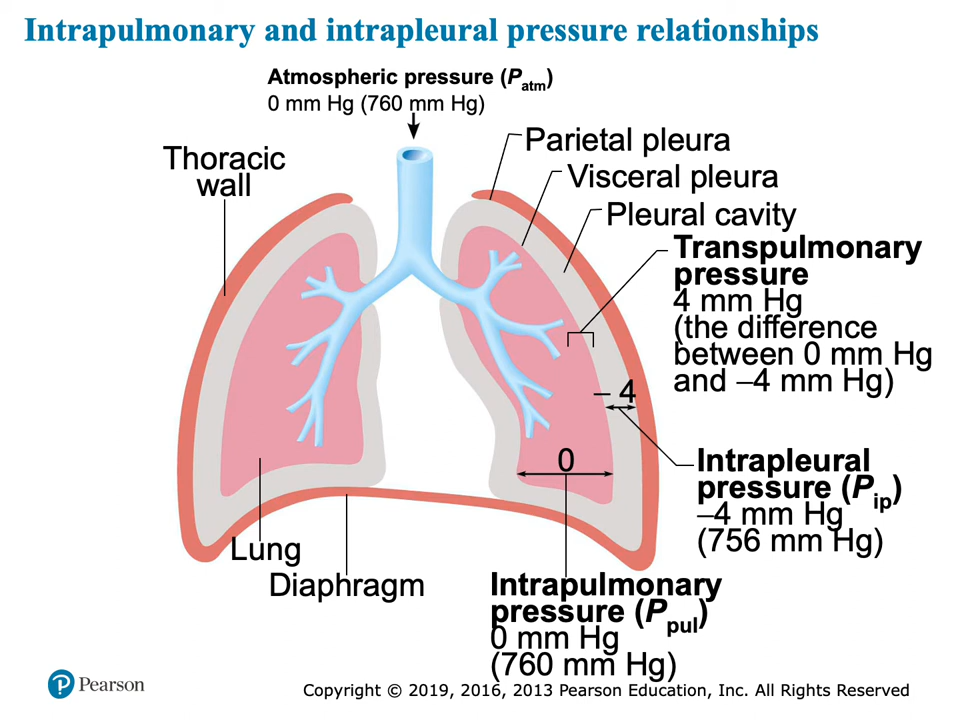 Intrapulmonary and intrapleural pressure relationships
Atmospheric pressure (Patm)
0 mm Hg (760 mm Hg)
Thoracic
wall
Parietal pleura
Visceral pleura
Pleural cavity
Transpulmonary
pressure
4 mm Hg
(the difference
between 0 mm Hg
and –4 mm Hg)
– 4
0
Intrapleural
pressure (Pip)
–4 mm Hg
(756 mm Hg)
Lung
Diaphragm
Intrapulmonary
pressure (Ppul)
0 mm Hg
(760 mm Hg)
P Pearson
Copyright © 2019, 2016, 2013 Pearson Education, Inc. All Rights Reserved